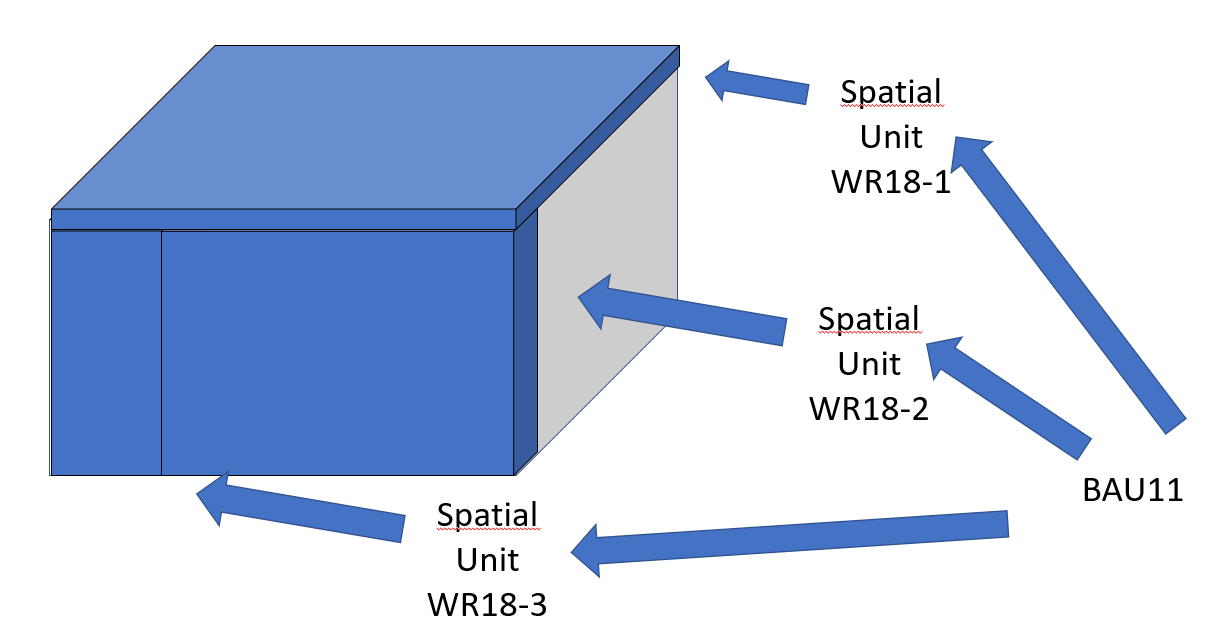 Spatial
Unit
WR18-1
Spatial
Unit
WR18-2
BAU11
Spatial
Unit
WR18-3